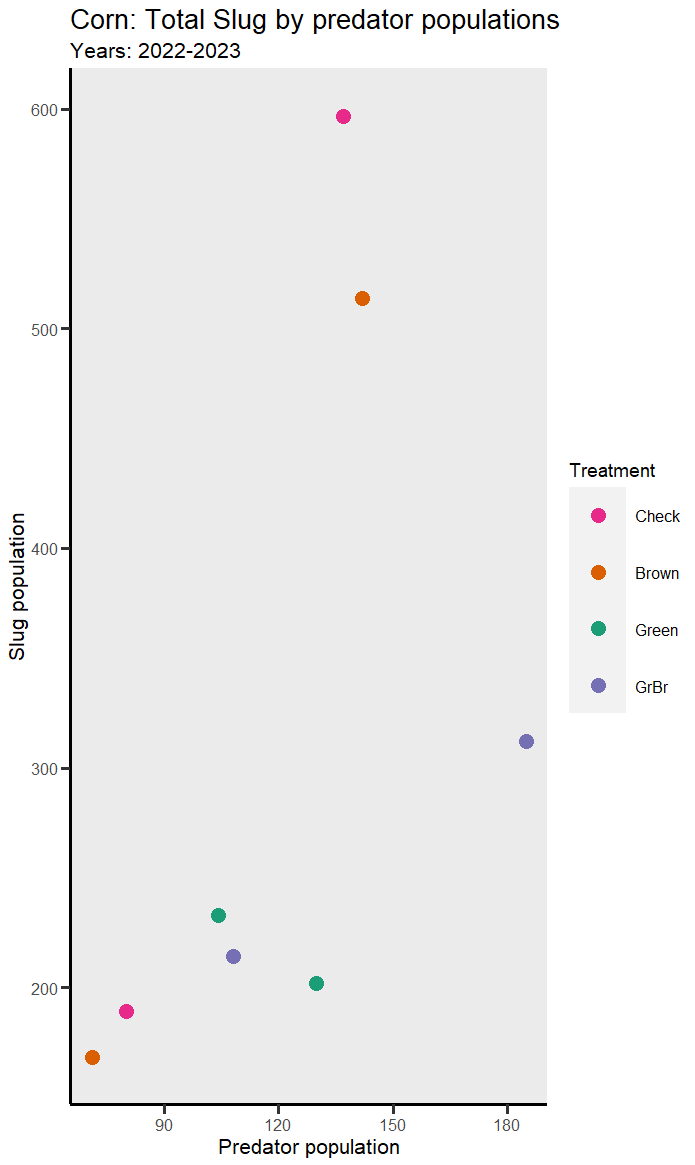 Corn: Total Slug by predator populations
Years: 2022-2023
600
500
400
300
200
Slug population
90
120
150
180
Predator population
Treatment
Check
Brown
Green
GrBr